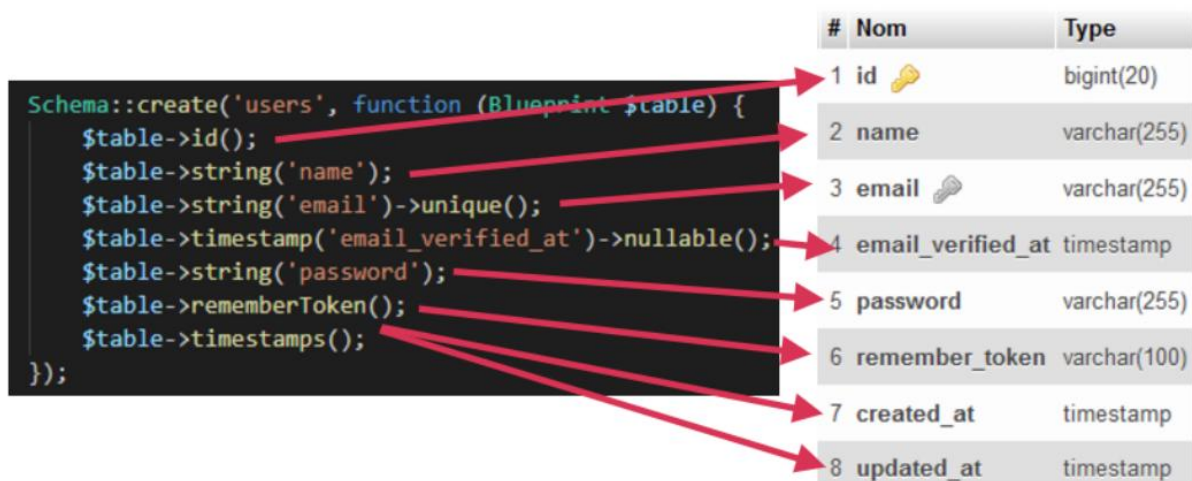 Schema::create('users', function (Blueprint $table) {
$table->id();
$table->string('name');
$table->string('email')->unique();
$table->timestamp('email_verified_at')->nullable();
$table->string('password');
$table->rememberToken();
$table->timestamps();
});
# Nom Type
1 id bigint(20)
2 name varchar(255)
3 email varchar(255)
4 email_verified_at timestamp
5 password varchar(255)
6 remember_token varchar(100)
7 created_at timestamp
8 updated_at timestamp